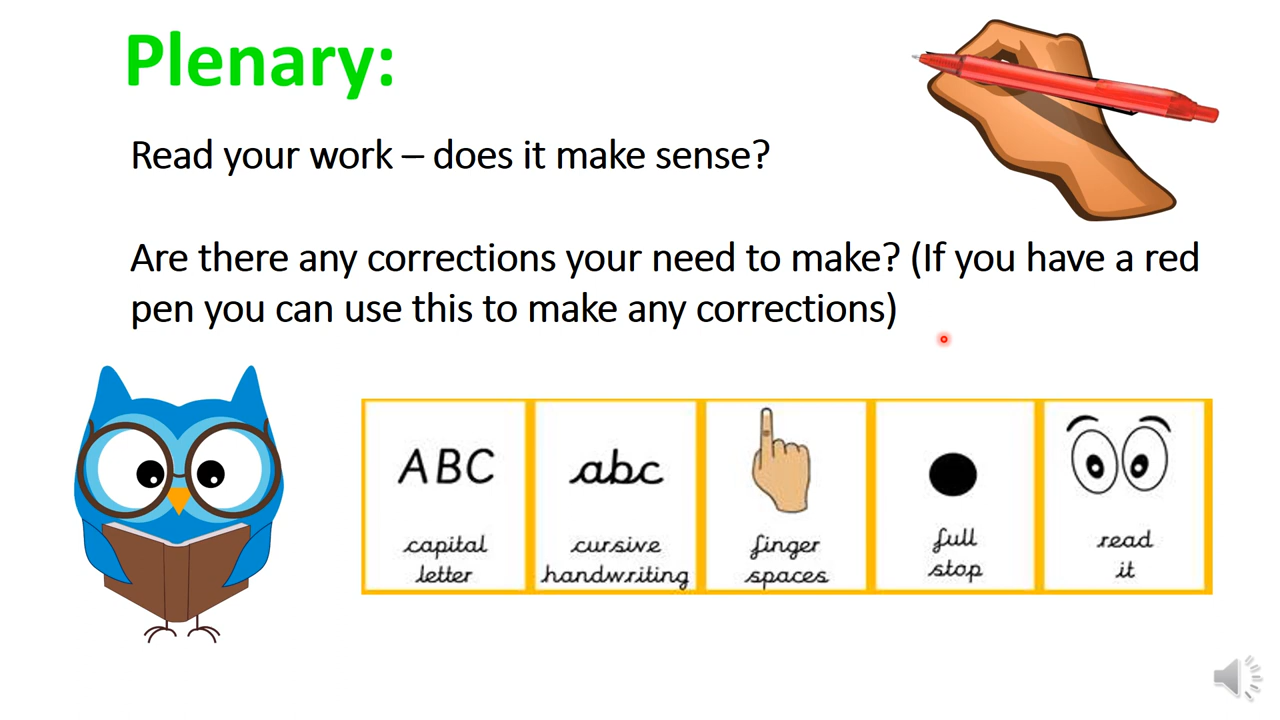 Plenary:
Read your work – does it make sense?
Are there any corrections your need to make? (If you have a red
pen you can use this to make any corrections)
ABC
capital
letter
abc
cursive
handwriting
finger
spaces
full
stop
read
it